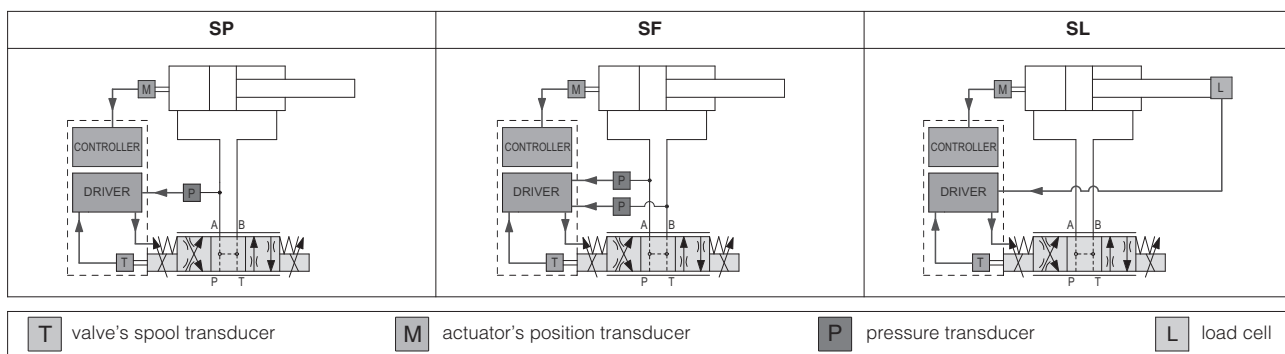 SP
SF
SL
M
CONTROLLER
DRIVER
P
A B
T
P T
M
CONTROLLER
DRIVER
P
P
A B
T
P T
M
L
CONTROLLER
DRIVER
A B
T
P T
T valve's spool transducer
M actuator's position transducer
P pressure transducer
L load cell